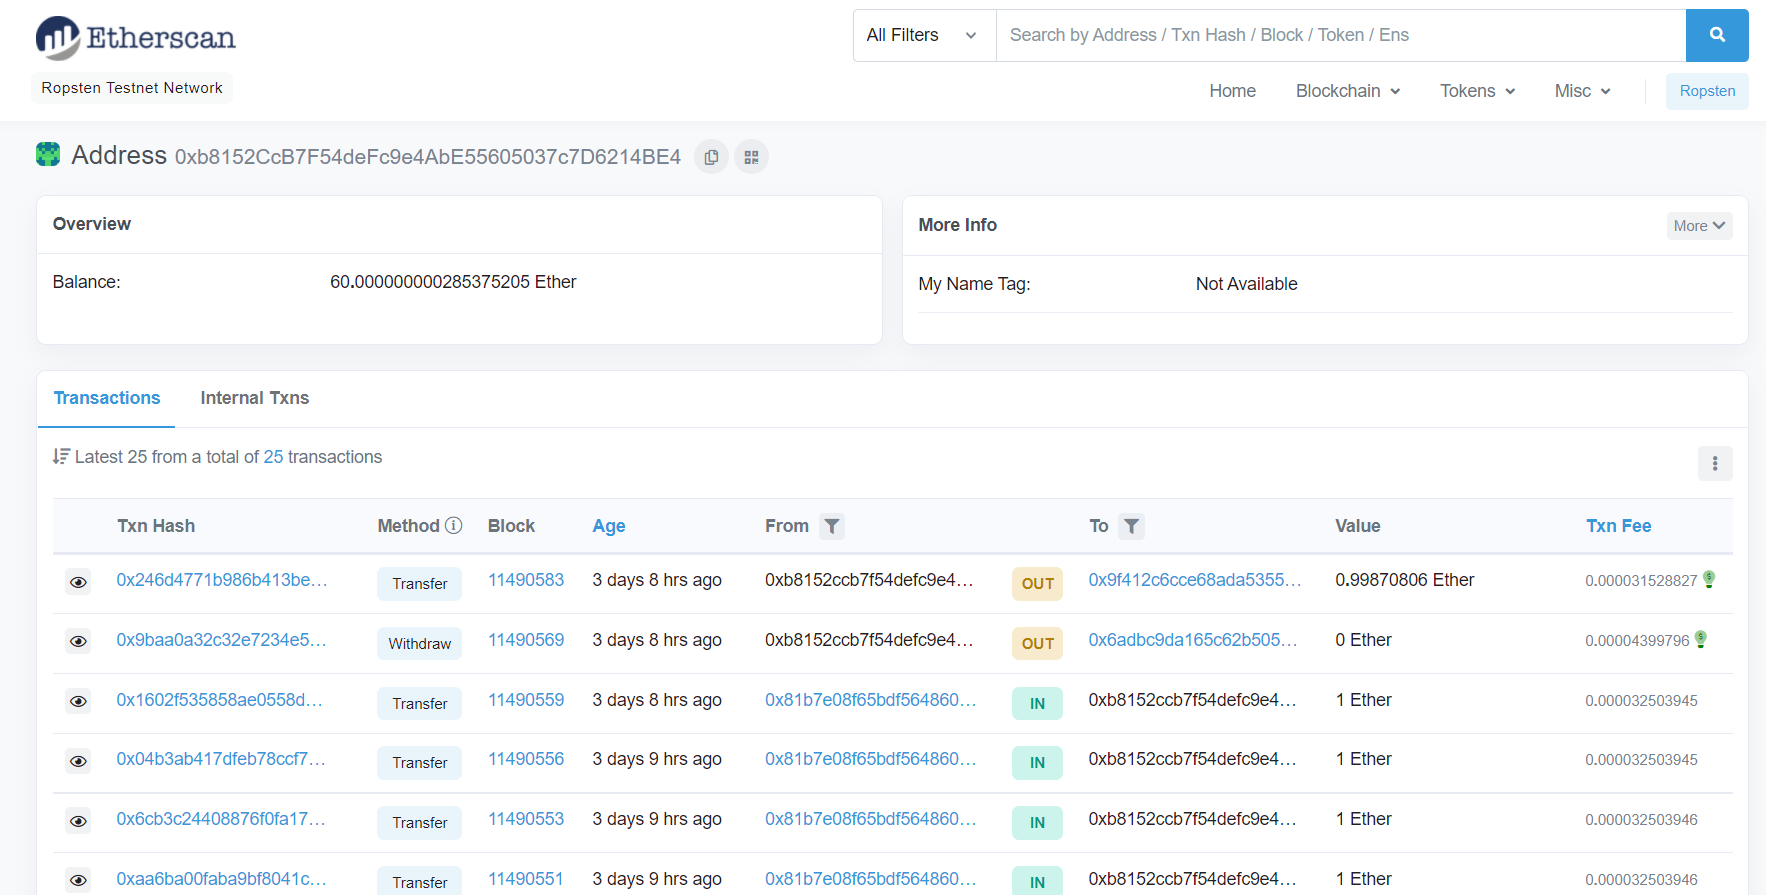 Etherscan
All Filters
Search by Address / Txn Hash / Block / Token / Ens
Ropsten Testnet Network
Home Blockchain Tokens Misc Ropsten
Address 0xb8152CcB7F54deFc9e4AbE55605037c7D6214BE4
Overview
Balance: 60.000000000285375205 Ether
More Info More
My Name Tag: Not Available
Transactions Internal Txns
Latest 25 from a total of 25 transactions
Txn Hash Method Block Age From To Value Txn Fee
0x246d4771b986b413be... Transfer 11490583 3 days 8 hrs ago 0xb8152ccb7f54defc9e4... OUT 0x9f412c6cce68ada5355... 0.99870806 Ether 0.000031528827
0x9baa0a32c32e7234e5... Withdraw 11490569 3 days 8 hrs ago 0xb8152ccb7f54defc9e4... OUT 0x6adbc9da165c62b505... 0 Ether 0.00004399796
0x1602f535858ae0558d... Transfer 11490559 3 days 8 hrs ago 0x81b7e08f65bdf564860... IN 0xb8152ccb7f54defc9e4... 1 Ether 0.000032503945
0x04b3ab417dfeb78ccf7... Transfer 11490556 3 days 9 hrs ago 0x81b7e08f65bdf564860... IN 0xb8152ccb7f54defc9e4... 1 Ether 0.000032503945
0x6cb3c24408876f0fa17... Transfer 11490553 3 days 9 hrs ago 0x81b7e08f65bdf564860... IN 0xb8152ccb7f54defc9e4... 1 Ether 0.000032503946
0xaa6ba00faba9bf8041c... Transfer 11490551 3 days 9 hrs ago 0x81b7e08f65bdf564860... IN 0xb8152ccb7f54defc9e4... 1 Ether 0.000032503946